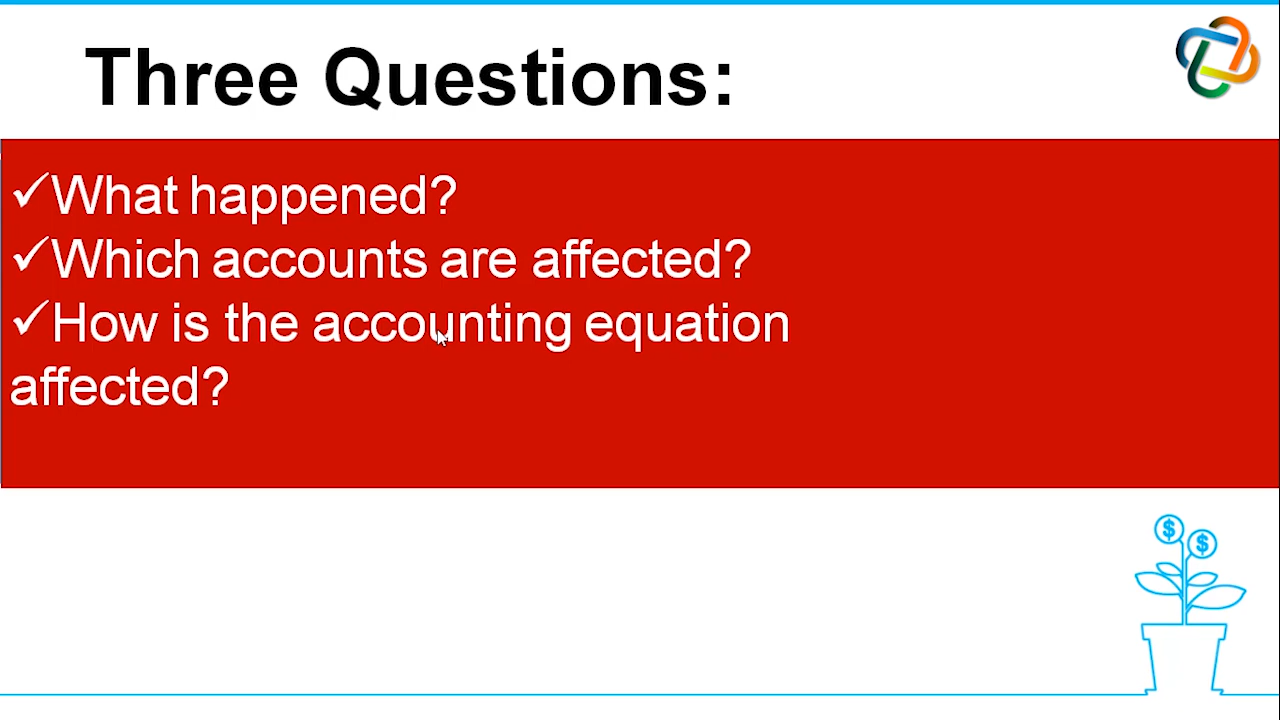 Three Questions:
✓What happened?
✓Which accounts are affected?
✓How is the accounting equation
affected?
$
$